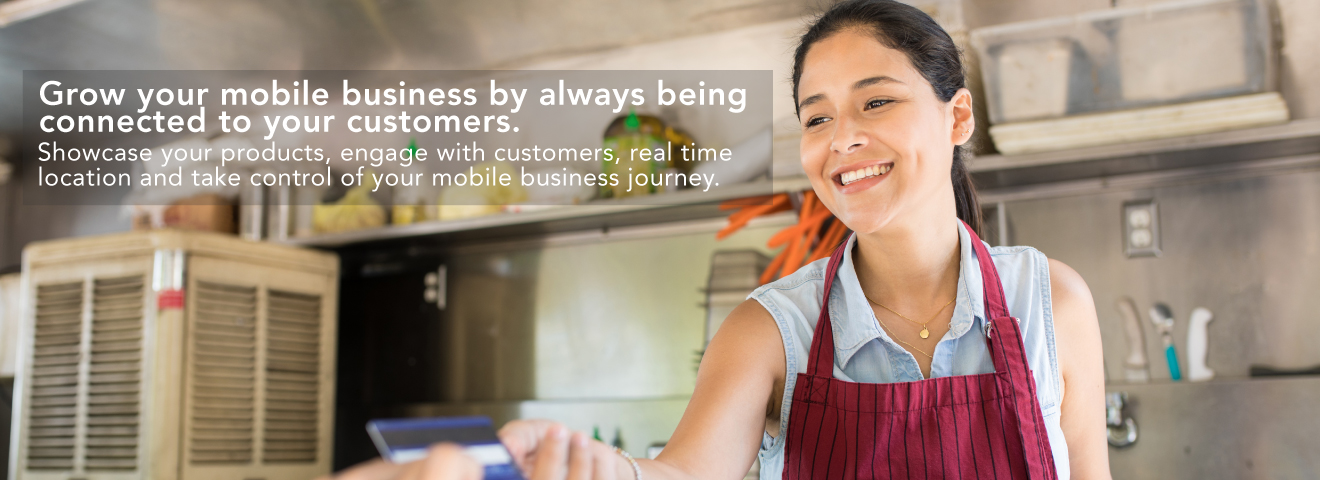 Grow your mobile business by always being
connected to your customers.
Showcase your products, engage with customers, real time
location and take control of your mobile business journey.